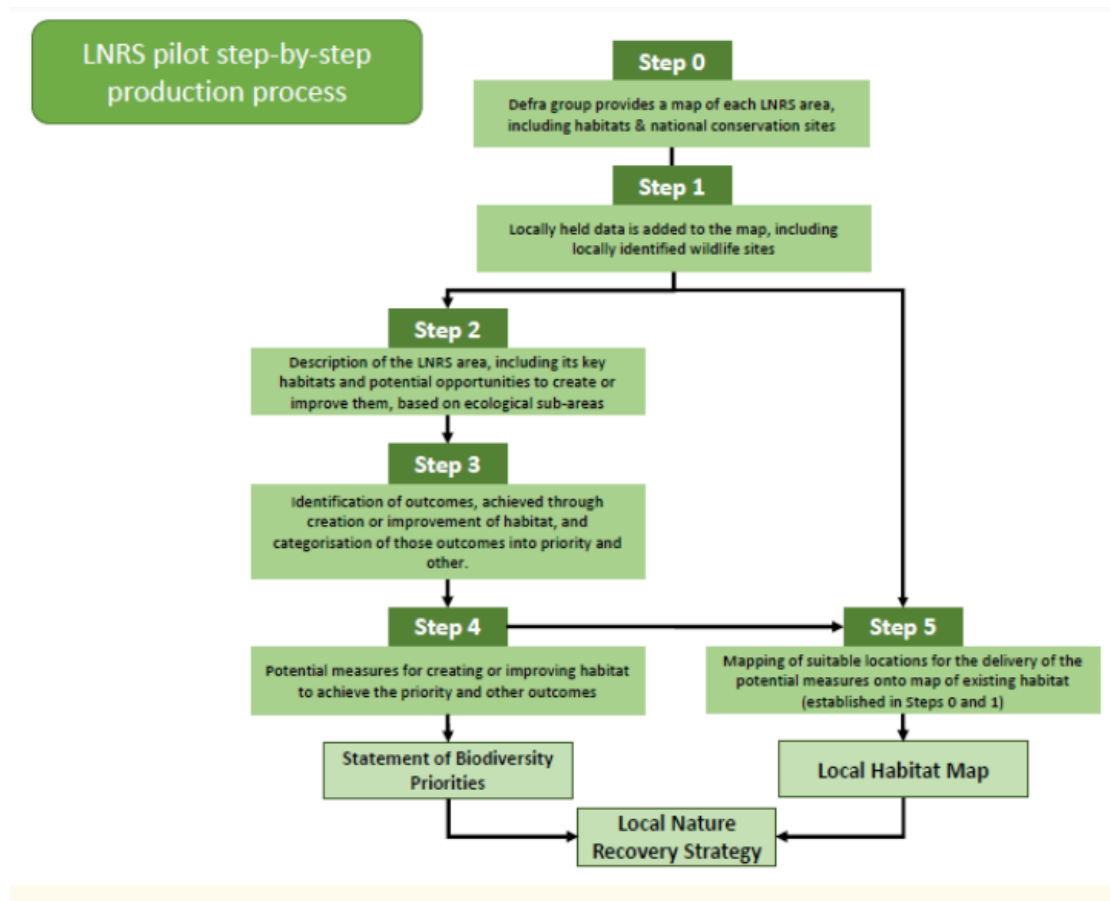 LNRS pilot step-by-step
production process
Step 0
Defra group provides a map of each LNRS area,
including habitats & national conservation sites
Step 1
Locally held data is added to the map, including
locally identified wildlife sites
Step 2
Description of the LNRS area, including its key
habitats and potential opportunities to create or
improve them, based on ecological sub-areas
Step 3
Identification of outcomes, achieved through
creation or improvement of habitat, and
categorisation of those outcomes into priority and
other.
Step 4
Potential measures for creating or improving habitat
to achieve the priority and other outcomes
Step 5
Mapping of suitable locations for the delivery of the
potential measures onto map of existing habitat
(established in Steps 0 and 1)
Statement of Biodiversity
Priorities
Local Habitat Map
Local Nature
Recovery Strategy